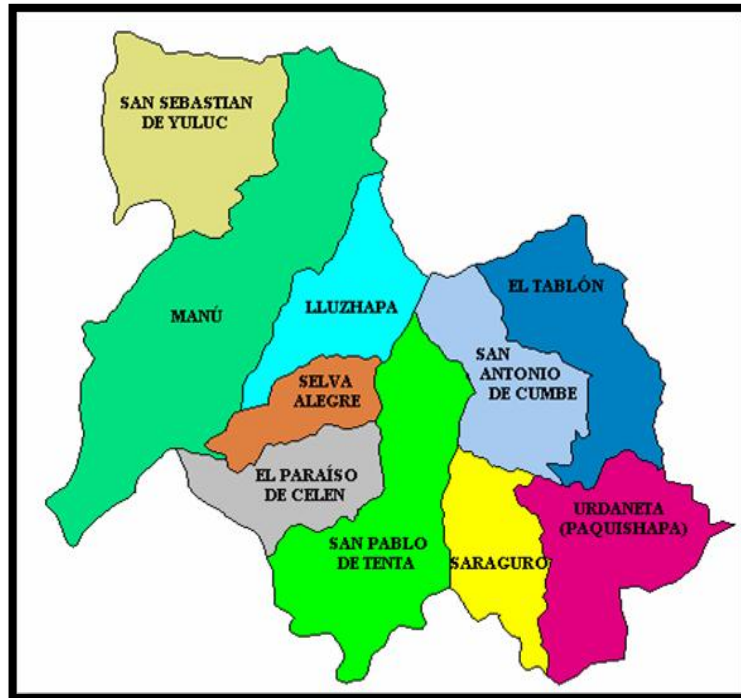 SAN SEBASTIAN
DE YULUC
EL TABLÓN
MANÚ
LLUZHAPA
SAN
ANTONIO
DE CUMBE
SELVA
ALEGRE
EL PARAÍSO
DE CELEN
URDANETA
(PAQUISHAPA)
SAN PABLO
DE TENTA
SARAGURO